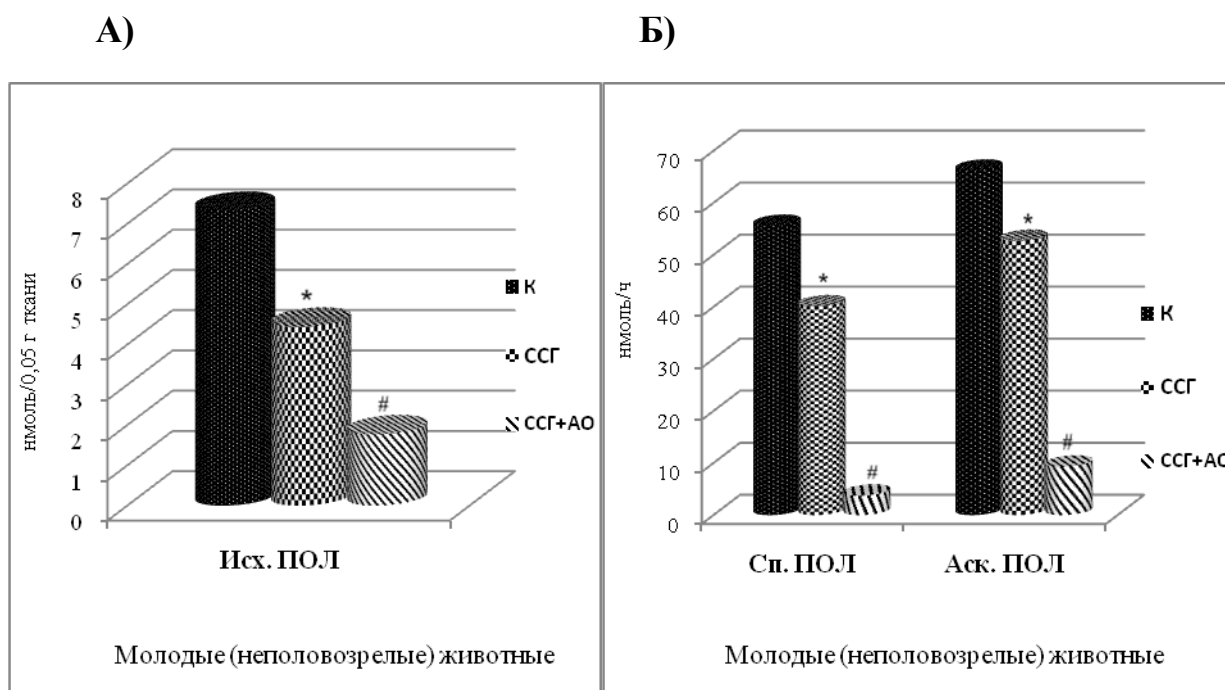 А)
Б)
нмоль/0,05 г ткани
8
7
6
5
4
3
2
1
0
*
#
К
ССГ
ССГ+АО
Исх. ПОЛ
Молодые (неполовозрелые) животные
нмоль/ч
70
60
50
40
30
20
10
0
*
#
*
#
К
ССГ
ССГ+АО
Сп. ПОЛ
Аск. ПОЛ
Молодые (неполовозрелые) животные